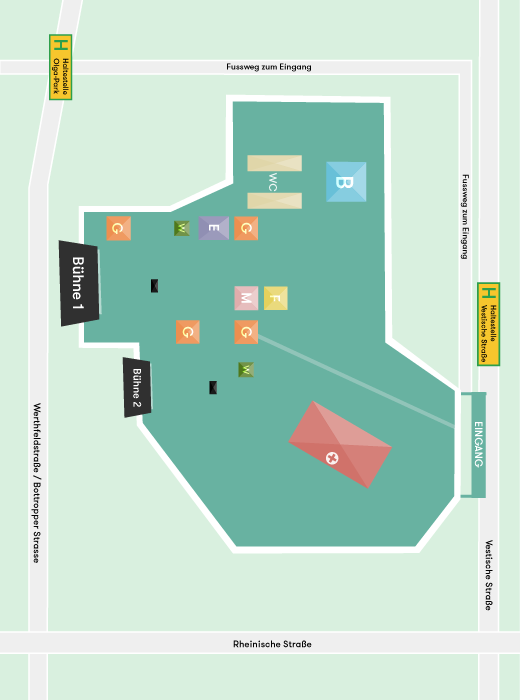 H Haltestelle
Olga-Park
Fussweg zum Eingang
WC
B
Fussweg zum Eingang
G
W
E
G
Bühne 1
M
F
H Haltestelle
Vestische Straße
G
G
W
Bühne 2
EINGANG
Werthfeldstraße / Bottropper Strasse
Vestische Straße
Rheinische Straße